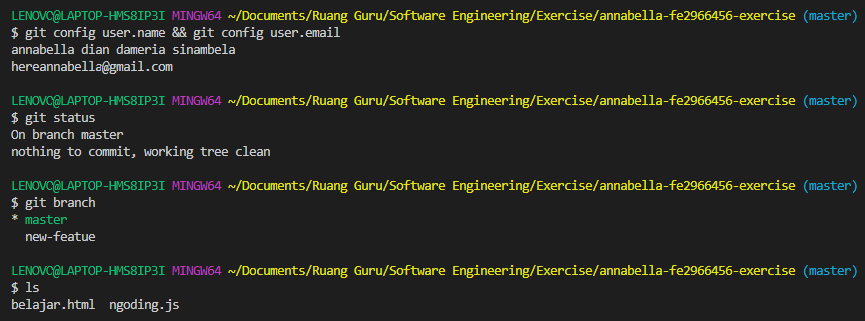 LENOVO@LAPTOP-HMS8IP3I MINGW64 ~/Documents/Ruang Guru/Software Engineering/Exercise/annabella-fe2966456-exercise (master)
$ git config user.name && git config user.email
annabella dian dameria sinambela
hereannabella@gmail.com
LENOVO@LAPTOP-HMS8IP3I MINGW64 ~/Documents/Ruang Guru/Software Engineering/Exercise/annabella-fe2966456-exercise (master)
$ git status
On branch master
nothing to commit, working tree clean
LENOVO@LAPTOP-HMS8IP3I MINGW64 ~/Documents/Ruang Guru/Software Engineering/Exercise/annabella-fe2966456-exercise (master)
$ git branch
* master
  new-featue
LENOVO@LAPTOP-HMS8IP3I MINGW64 ~/Documents/Ruang Guru/Software Engineering/Exercise/annabella-fe2966456-exercise (master)
$ ls
belajar.html  ngoding.js